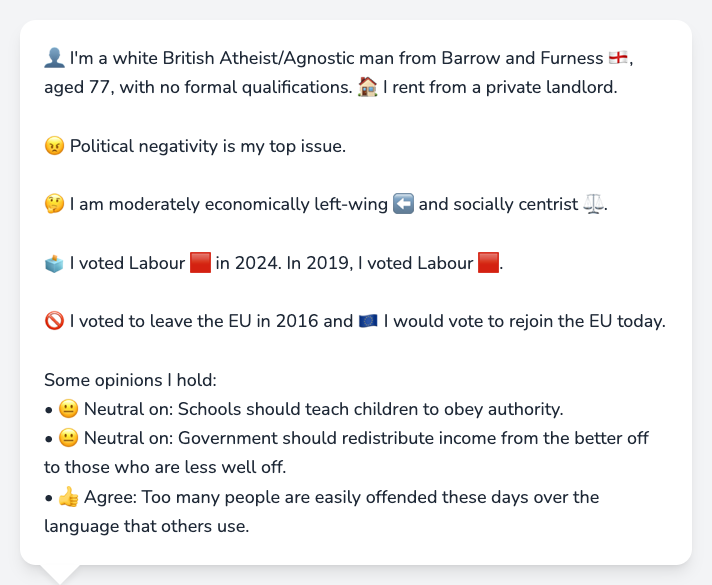 👤 I'm a white British Atheist/Agnostic man from Barrow and Furness 🏴󠁧󠁢󠁥󠁮󠁧󠁿,
aged 77, with no formal qualifications. 🏠 I rent from a private landlord.
😠 Political negativity is my top issue.
🤔 I am moderately economically left-wing ⬅️ and socially centrist ⚖️.
🗳️ I voted Labour 🟥 in 2024. In 2019, I voted Labour 🟥.
🚫 I voted to leave the EU in 2016 and 🇪🇺 I would vote to rejoin the EU today.
Some opinions I hold:
• 😐 Neutral on: Schools should teach children to obey authority.
• 😐 Neutral on: Government should redistribute income from the better off
to those who are less well off.
• 👍 Agree: Too many people are easily offended these days over the
language that others use.